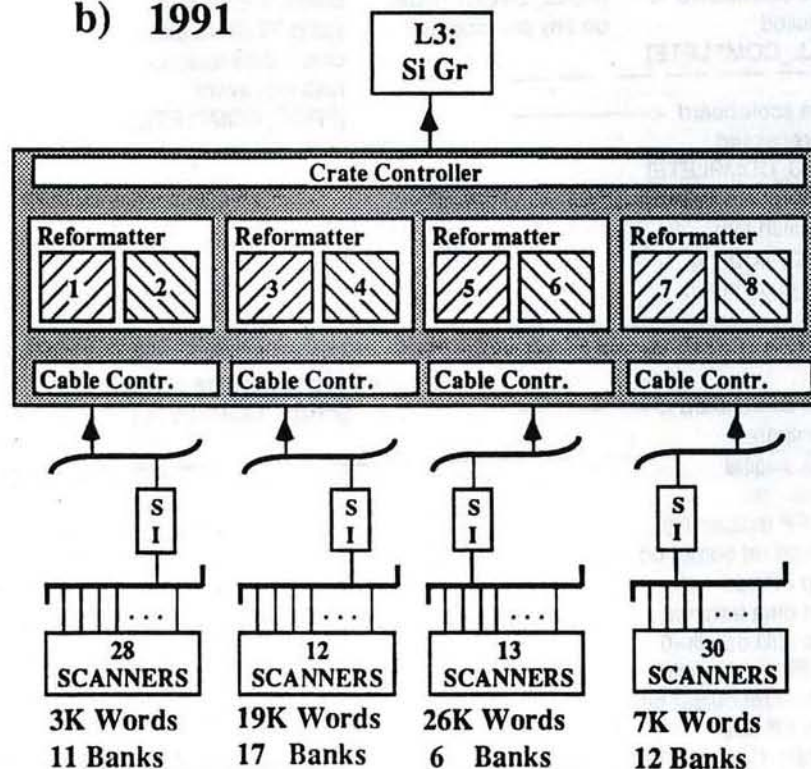 b) 1991
L3:
Si Gr
Crate Controller
Reformatter Reformatter Reformatter Reformatter
1 2 3 4 5 6 7 8
Cable Contr. Cable Contr. Cable Contr. Cable Contr.
S S S S
I I I I
28 12 13 30
SCANNERS SCANNERS SCANNERS SCANNERS
3K Words 19K Words 26K Words 7K Words
11 Banks 17 Banks 6 Banks 12 Banks